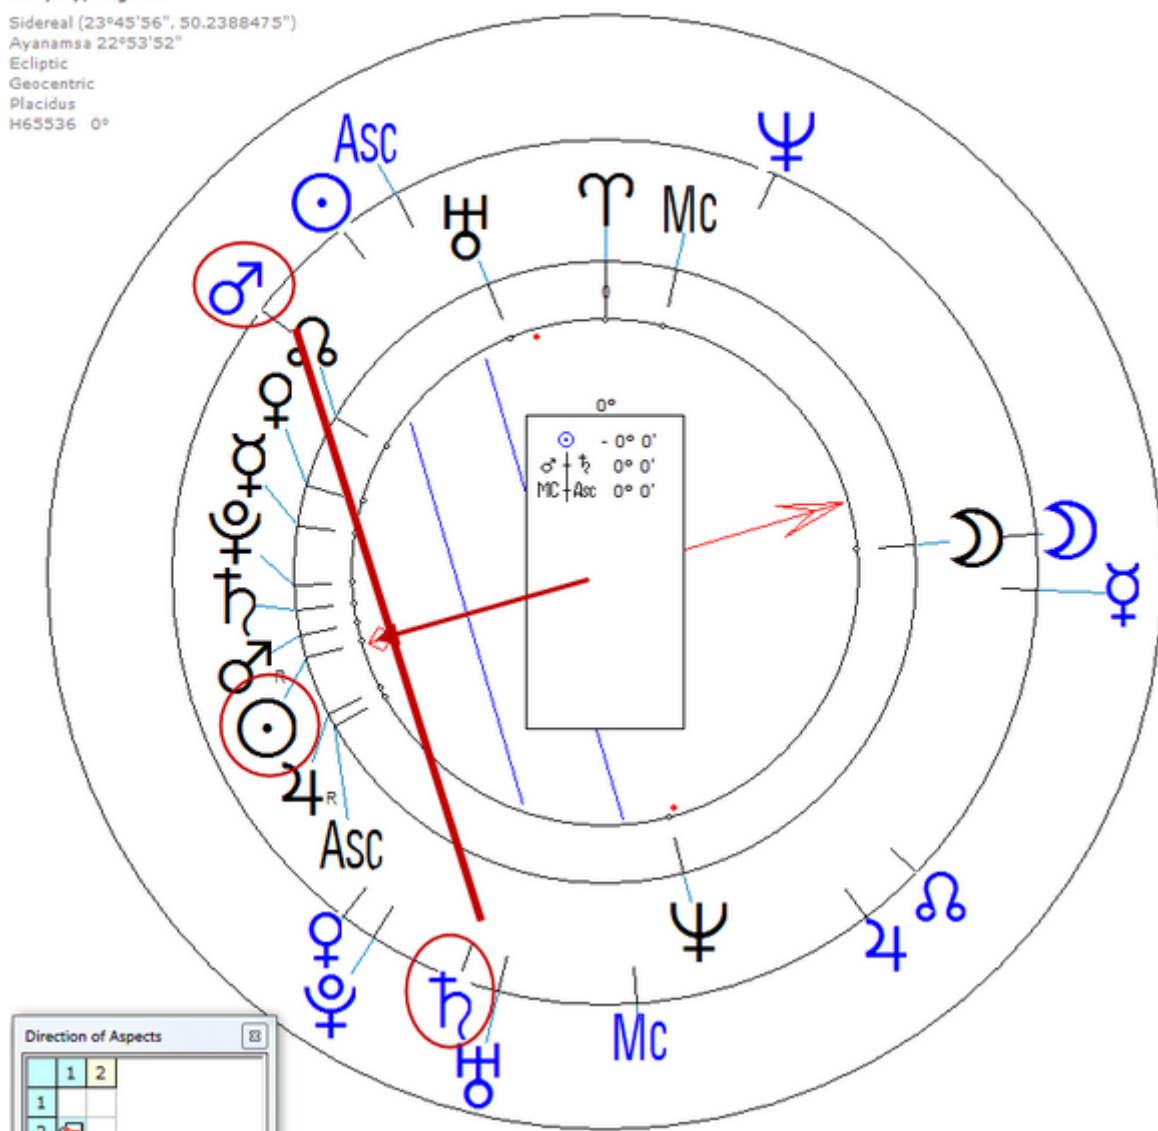 Sidereal (23°45'56", 50.2388475")
Ayanamsa 22°53'52"
Ecliptic
Geocentric
Placidus
H65536 0°
Asc
Mc
0
0°
☉ - 0° 0'
♂ ♄ 0° 0'
MC Asc 0° 0'
R
R
Asc
Mc
Direction of Aspects
1 2
1
2